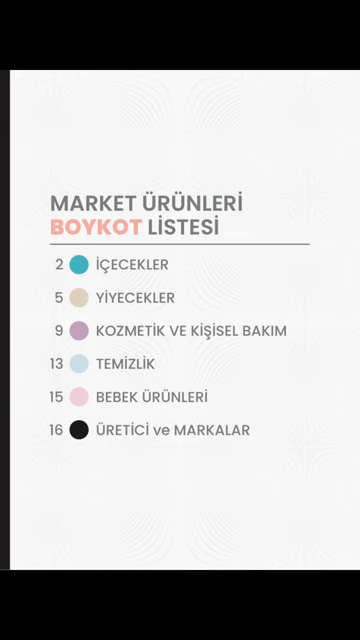 MARKET ÜRÜNLERİ
BOYKOT LİSTESİ
2 İÇECEKLER
5 YİYECEKLER
9 KOZMETİK VE KİŞİSEL BAKIM
13 TEMİZLİK
15 BEBEK ÜRÜNLERİ
16 ÜRETİCİ ve MARKALAR